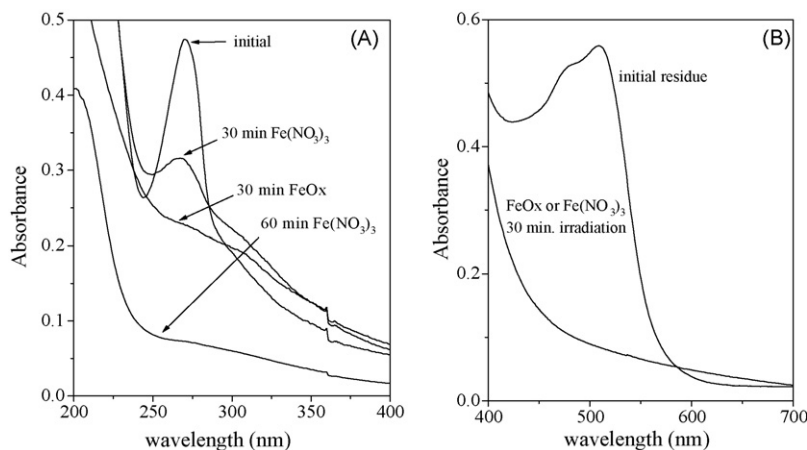 (A)
0.5
0.4
0.3
0.2
0.1
0.0
Absorbance
initial
30 min Fe(NO3)3
30 min FeOx
60 min Fe(NO3)3
200
250
300
350
400
wavelength (nm)
(B)
0.6
0.4
0.2
0.0
Absorbance
initial residue
FeOx or Fe(NO3)3
30 min. irradiation
400
500
600
700
wavelength (nm)